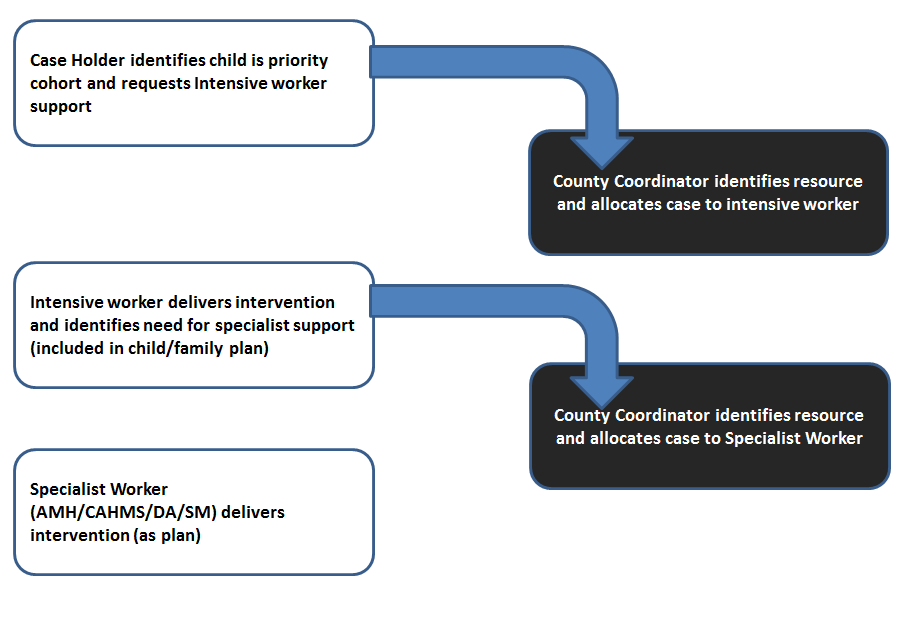 Case Holder identifies child is priority
cohort and requests Intensive worker
support
County Coordinator identifies resource
and allocates case to intensive worker
Intensive worker delivers intervention
and identifies need for specialist support
(included in child/family plan)
County Coordinator identifies resource
and allocates case to Specialist Worker
Specialist Worker
(AMH/CAHMS/DA/SM) delivers
intervention (as plan)